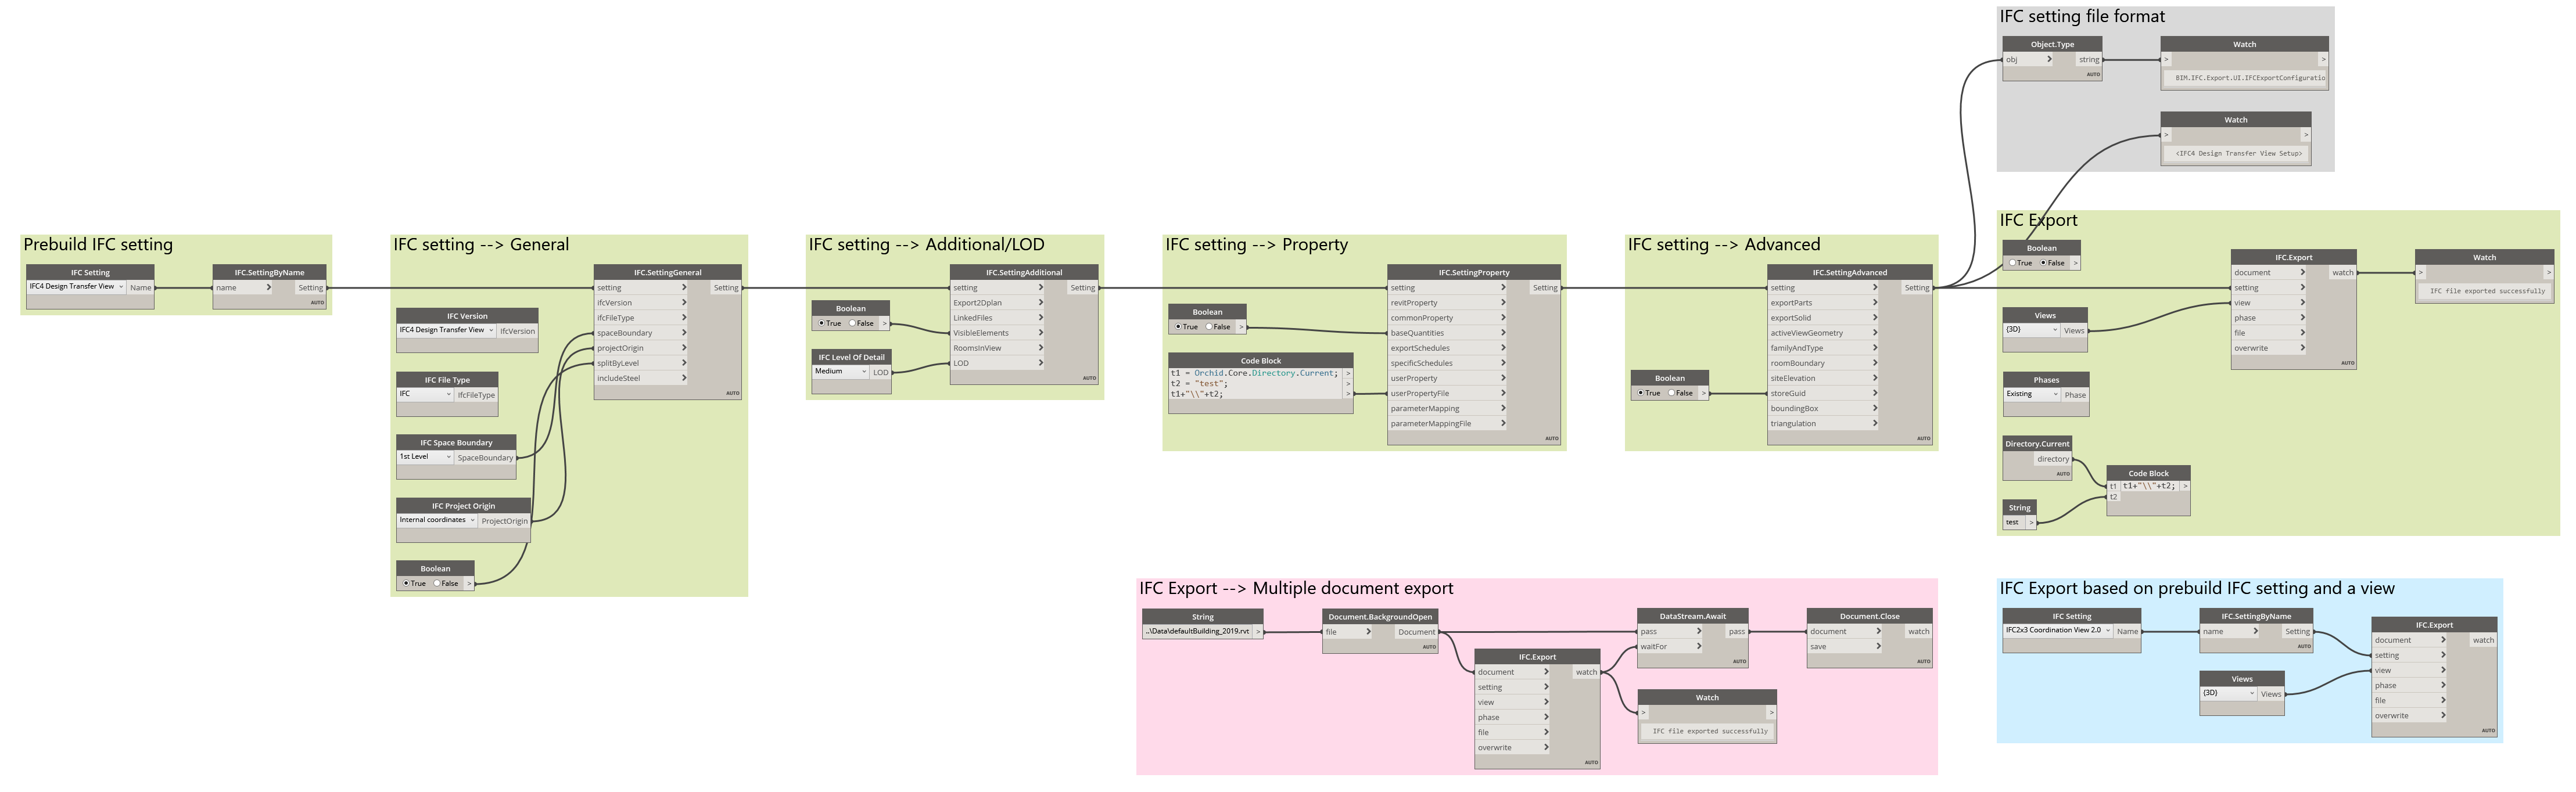 IFC setting file format
Object.Type
obj
string
AUTO
Watch
>
>
BIM.IFC.Export.UI.IFCExportConfiguratio
Watch
>
>
<IFC4 Design Transfer View Setup>
Prebuild IFC setting
IFC Setting
IFC4 Design Transfer View
Name
IFC.SettingByName
name
Setting
AUTO
IFC setting --> General
IFC Version
IFC4 Design Transfer View
IfcVersion
IFC File Type
IFC
IfcFileType
IFC Space Boundary
1st Level
SpaceBoundary
IFC Project Origin
Internal coordinates
ProjectOrigin
Boolean
True False >
IFC.SettingGeneral
setting
Setting
ifcVersion
ifcFileType
spaceBoundary
projectOrigin
splitByLevel
includeSteel
AUTO
IFC setting --> Additional/LOD
Boolean
True False >
IFC Level Of Detail
Medium
LOD
IFC.SettingAdditional
setting
Setting
Export2Dplan
LinkedFiles
VisibleElements
RoomsInView
LOD
AUTO
IFC setting --> Property
Boolean
True False >
Code Block
t1 = Orchid.Core.Directory.Current; >
t2 = "test"; >
t1+"\\"+t2; >
IFC.SettingProperty
setting
Setting
revitProperty
commonProperty
baseQuantities
exportSchedules
specificSchedules
userProperty
userPropertyFile
parameterMapping
parameterMappingFile
AUTO
IFC setting --> Advanced
Boolean
True False >
IFC.SettingAdvanced
setting
Setting
exportParts
exportSolid
activeViewGeometry
familyAndType
roomBoundary
siteElevation
storeGuid
boundingBox
triangulation
AUTO
IFC Export
Boolean
True False >
Views
{3D}
Views
Phases
Existing
Phase
Directory.Current
directory
AUTO
String
test >
Code Block
t1 t1+"\\"+t2; >
t2
IFC.Export
document
watch
setting
view
phase
file
overwrite
AUTO
Watch
>
>
IFC file exported successfully
IFC Export --> Multiple document export
String
..\Data\defaultBuilding_2019.rvt >
Document.BackgroundOpen
file
Document
AUTO
IFC.Export
document
watch
setting
view
phase
file
overwrite
AUTO
DataStream.Await
pass
pass
waitFor
AUTO
Watch
>
>
IFC file exported successfully
Document.Close
document
watch
save
AUTO
IFC Export based on prebuild IFC setting and a view
IFC Setting
IFC2x3 Coordination View 2.0
Name
IFC.SettingByName
name
Setting
AUTO
Views
{3D}
Views
IFC.Export
document
watch
setting
view
phase
file
overwrite
AUTO